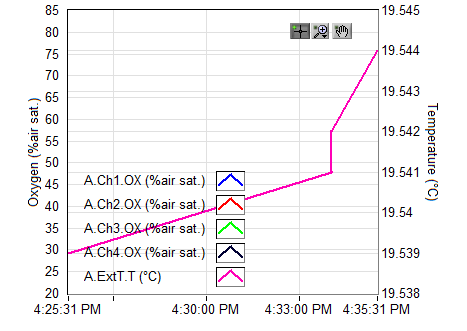 85
80
75
70
65
60
55
50
45
40
35
30
25
20
Oxygen (%air sat.)
19.545
19.544
19.543
19.542
19.541
19.54
19.539
19.538
Temperature (°C)
A.Ch1.OX (%air sat.)
A.Ch2.OX (%air sat.)
A.Ch3.OX (%air sat.)
A.Ch4.OX (%air sat.)
A.ExtT.T (°C)
4:25:31 PM 4:30:00 PM 4:33:00 PM 4:35:31 PM